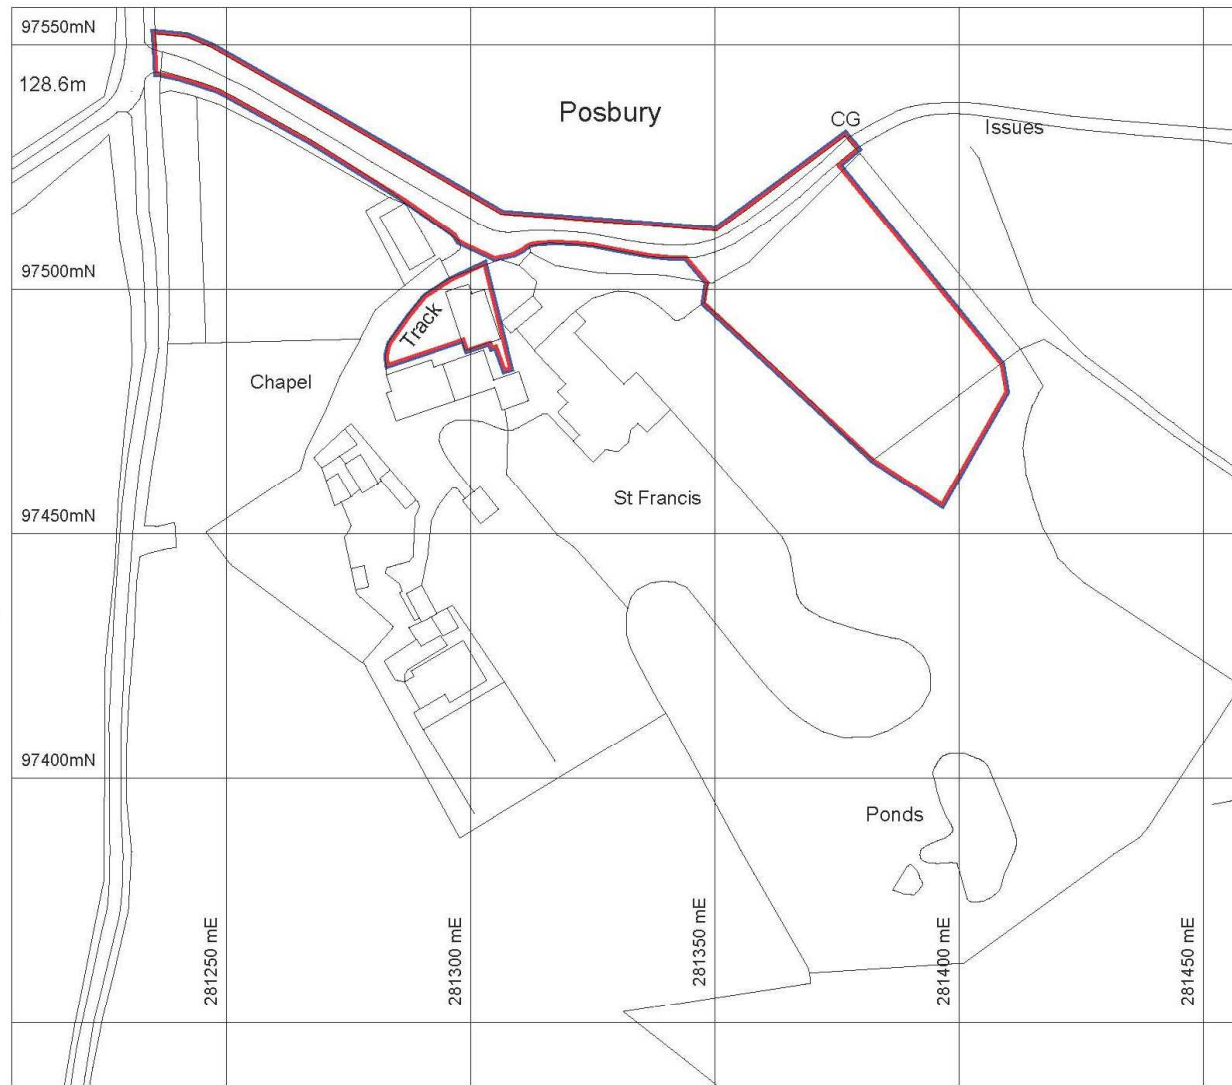 97550mN
128.6m
Posbury
CG
Issues
97500mN
Track
Chapel
St Francis
97450mN
97400mN
Ponds
281250 mE
281300 mE
281350 mE
281400 mE
281450 mE